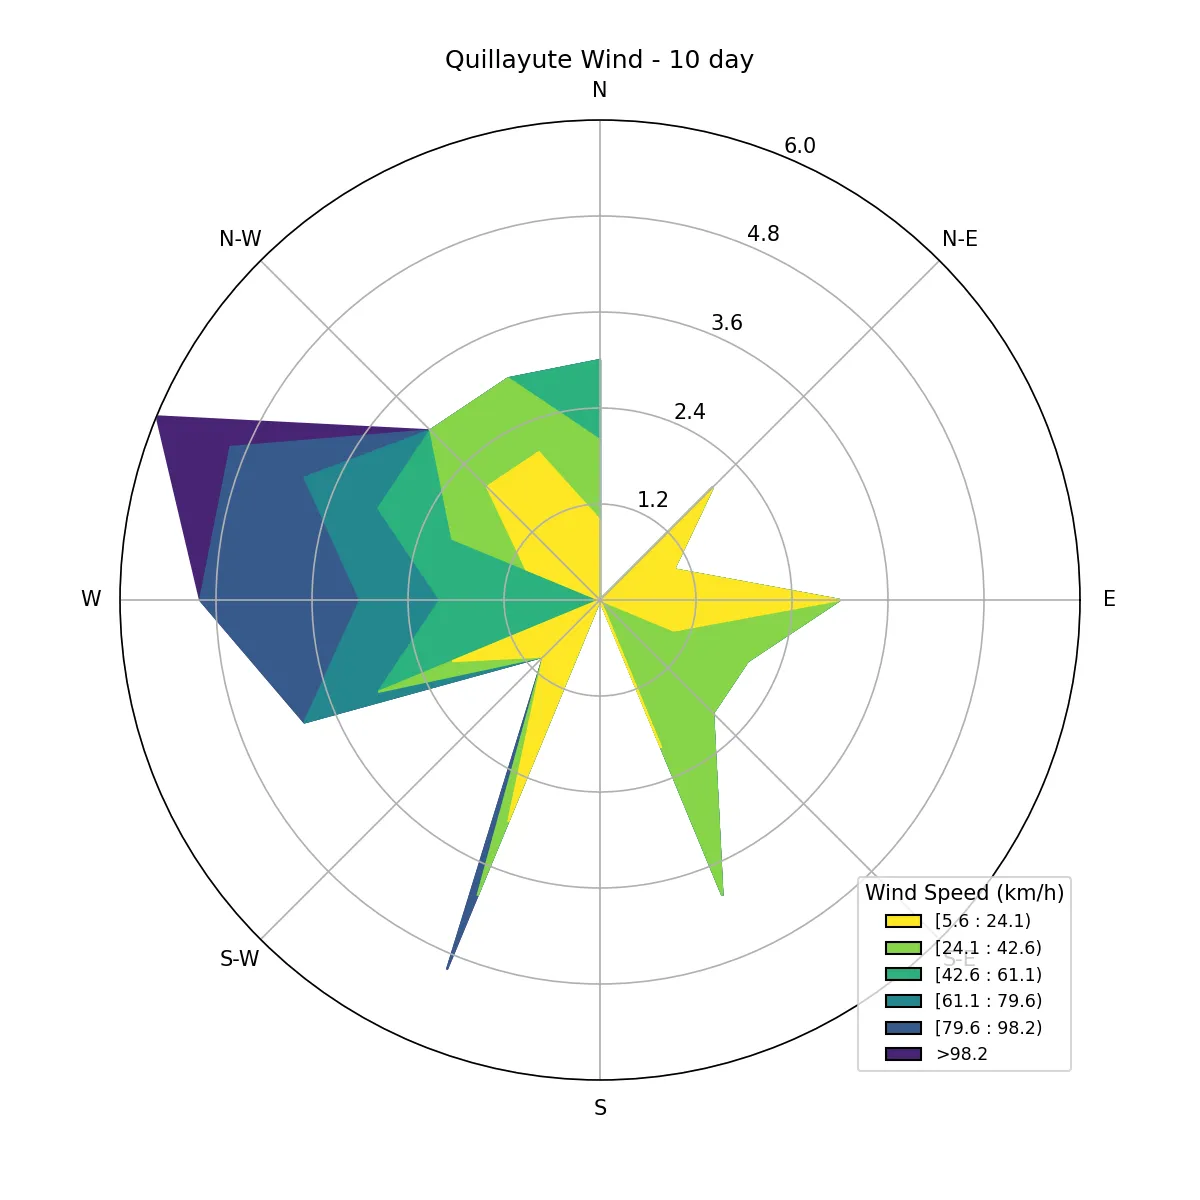 Quillayute Wind - 10 day
N
6.0
N-W
4.8
N-E
3.6
2.4
1.2
W
E
S-W
S-E
S
Wind Speed (km/h)
[5.6 : 24.1)
[24.1 : 42.6)
[42.6 : 61.1)
[61.1 : 79.6)
[79.6 : 98.2)
>98.2